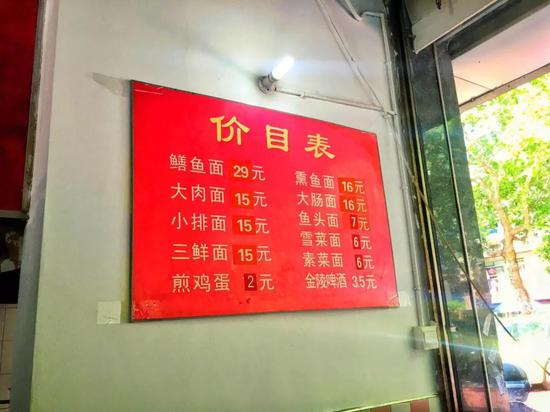 价目表
鳝鱼面 29元
大肉面 15元
小排面 15元
三鲜面 15元
煎鸡蛋 2元
熏鱼面 16元
大肠面 16元
鱼头面 7元
雪菜面 6元
素菜面 6元
金陵啤酒 3.5元